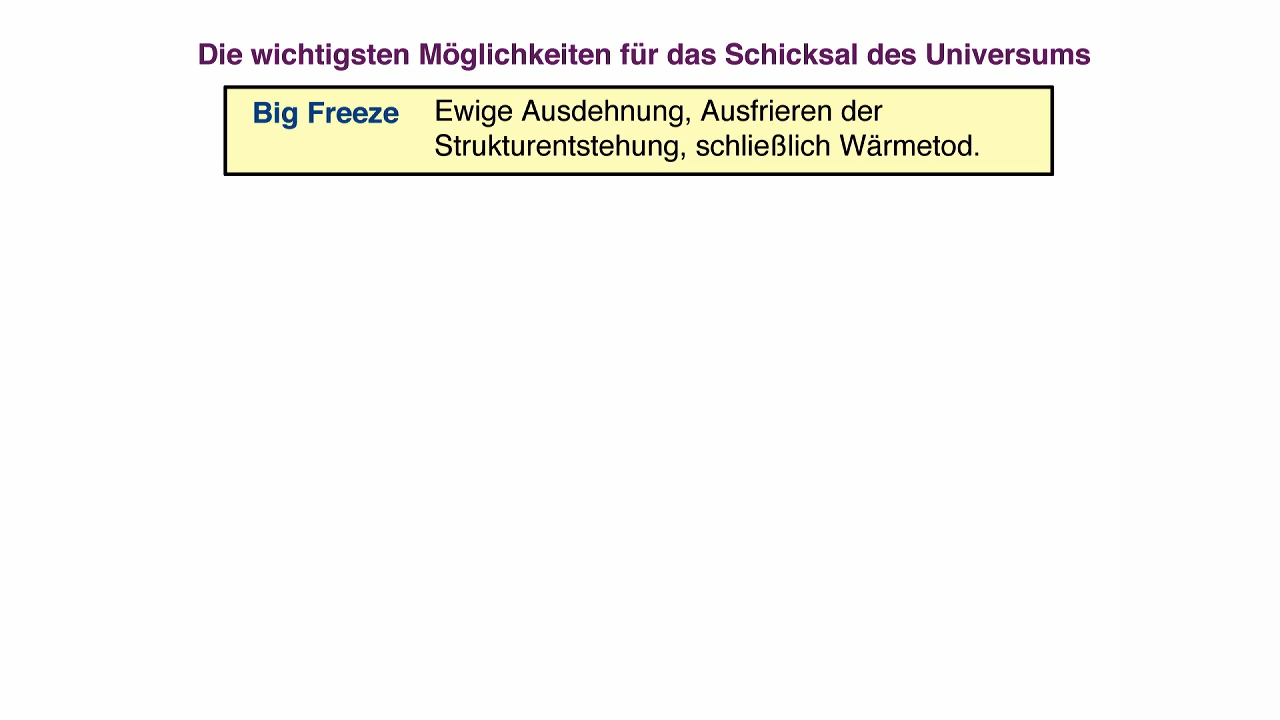 Die wichtigsten Möglichkeiten für das Schicksal des Universums
Big Freeze Ewige Ausdehnung, Ausfrieren der
Strukturentstehung, schließlich Wärmetod.